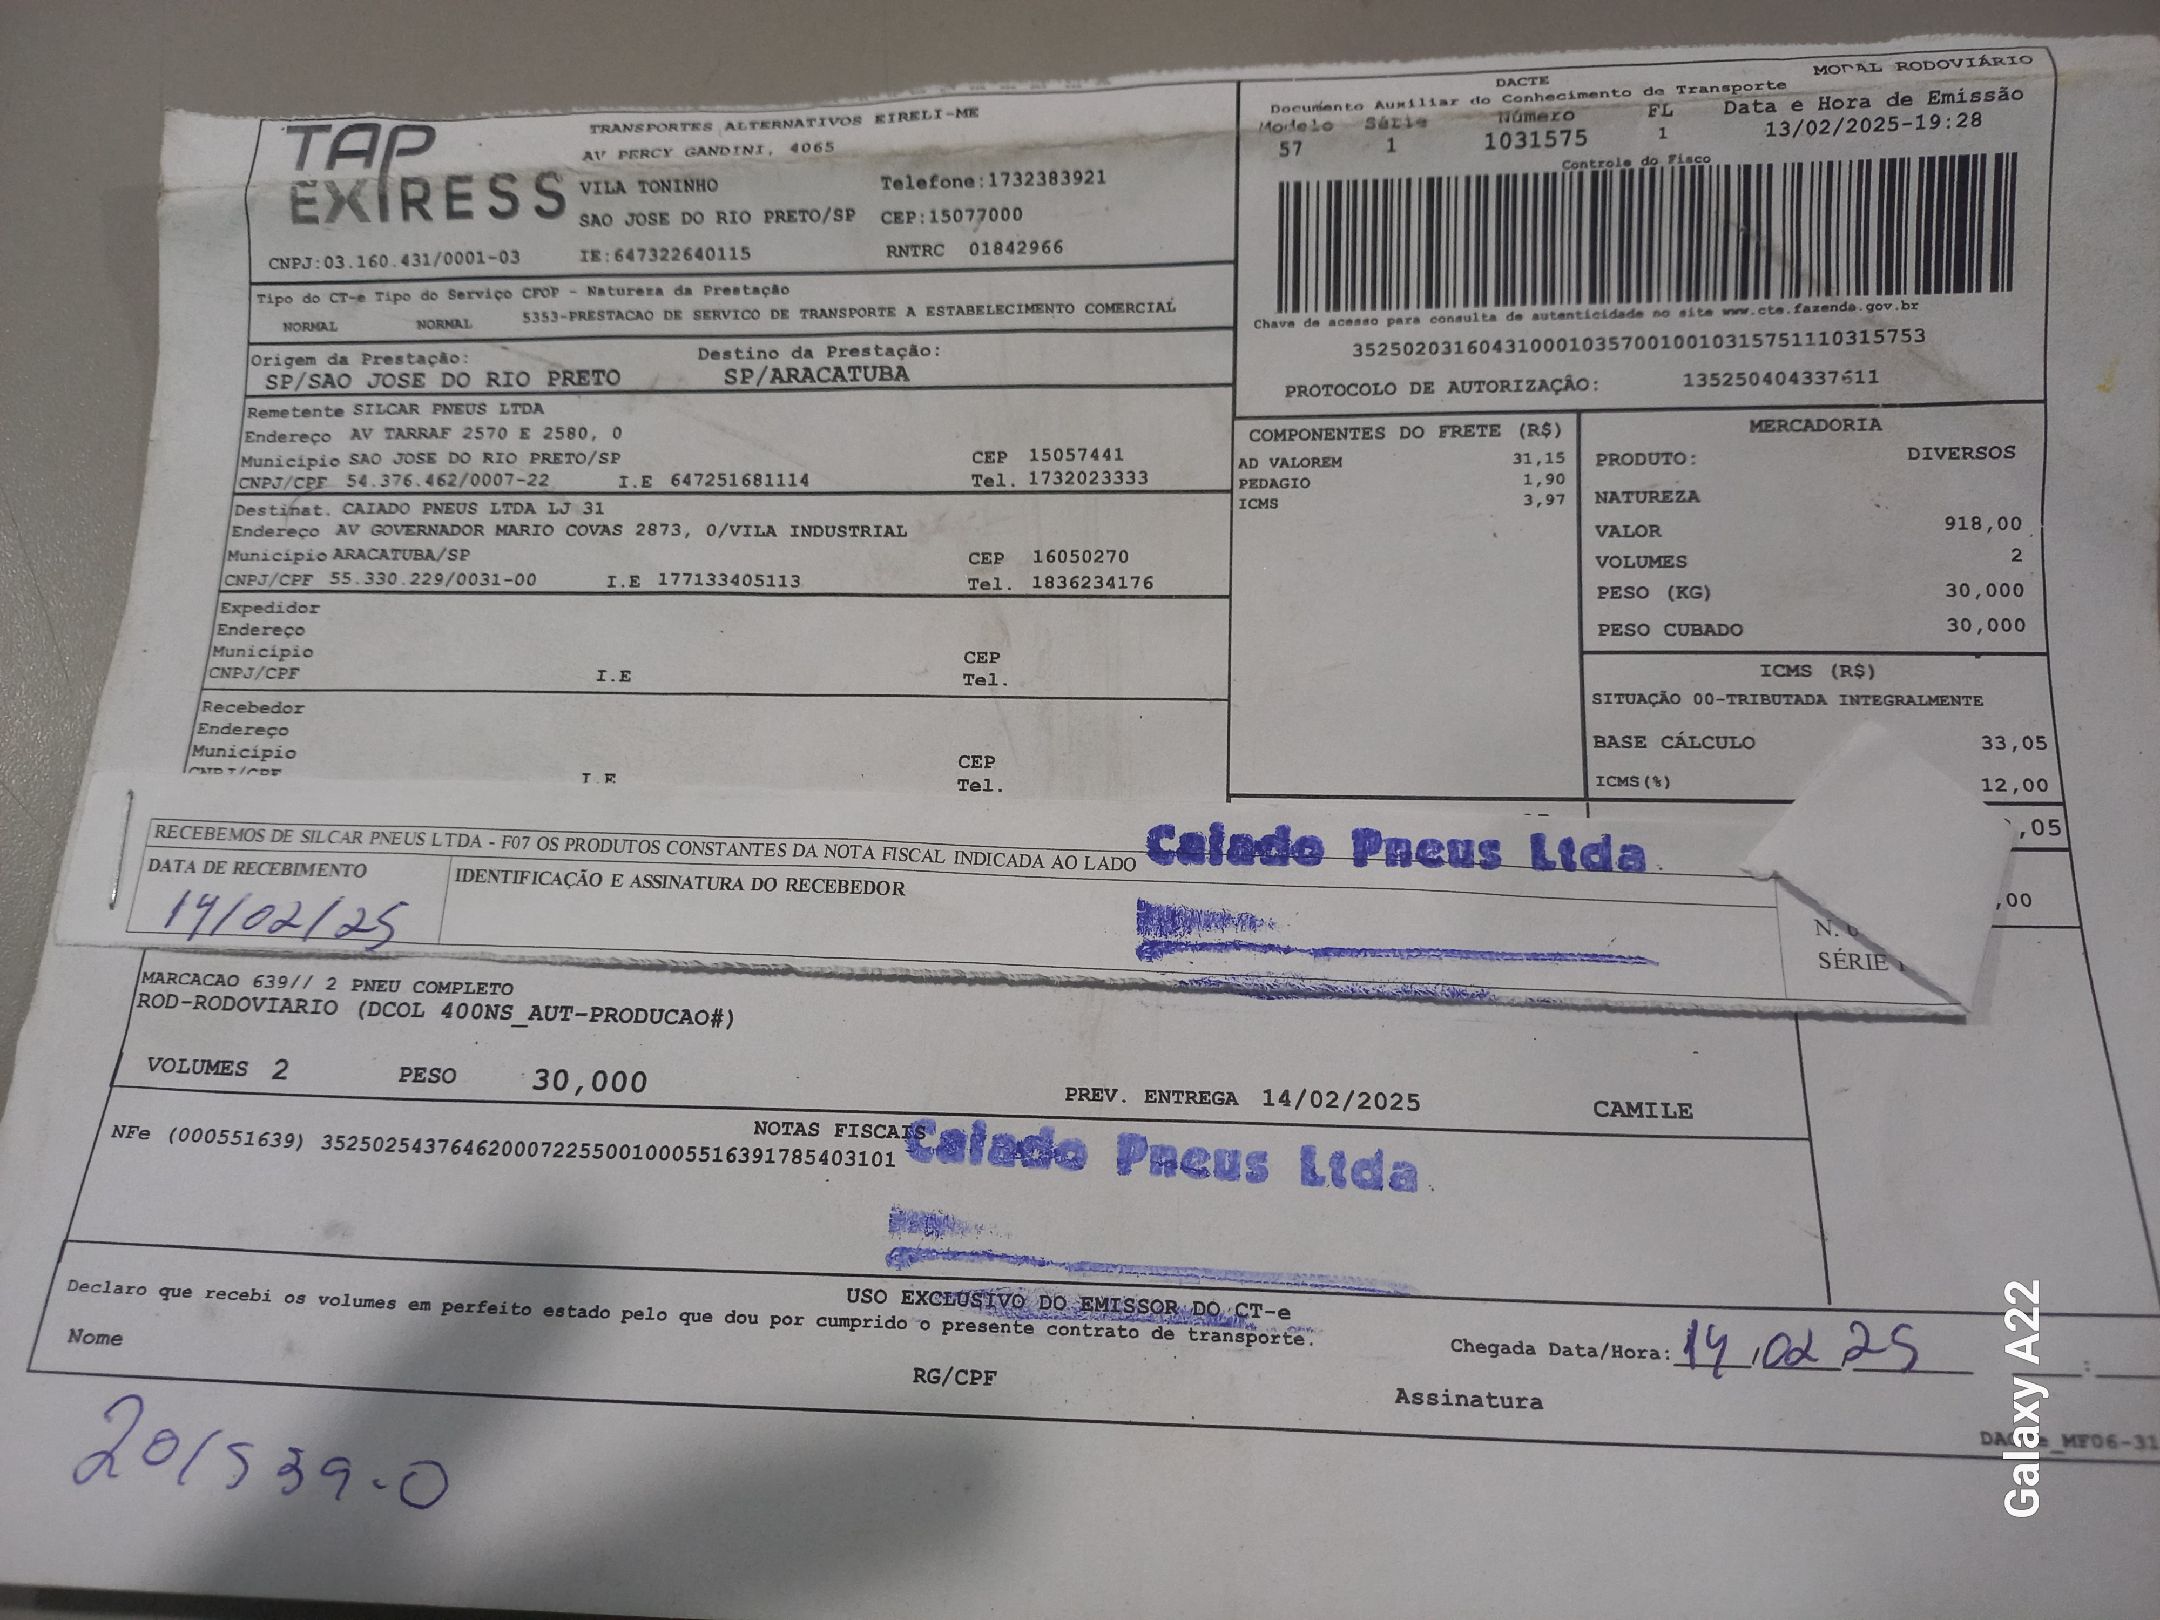 TAP
EXPRESS
TRANSPORTES ALTERNATIVOS EIRELI-ME
AV PERCY GANDINI, 4065
VILA TONINHO Telefone:1732383921
SAO JOSE DO RIO PRETO/SP CEP:15077000
CNPJ:03.160.431/0001-03 IE:647322640115 RNTRC 01842966
MODAL RODOVIÁRIO
DACTE
Documento Auxiliar do Conhecimento de Transporte
Modelo Série Número FL Data e Hora de Emissão
57 1 1031575 1 13/02/2025-19:28
Controle do Fisco
Chave de acesso para consulta de autenticidade no site www.cte.fazenda.gov.br
35250203160431000103570010010315751110315753
PROTOCOLO DE AUTORIZAÇÃO: 135250404337611
Tipo do CT-e Tipo do Serviço CFOP - Natureza da Prestação
NORMAL NORMAL 5353-PRESTACAO DE SERVICO DE TRANSPORTE A ESTABELECIMENTO COMERCIAL
Origem da Prestação: Destino da Prestação:
SP/SAO JOSE DO RIO PRETO SP/ARACATUBA
Remetente SILCAR PNEUS LTDA
Endereço AV TARRAF 2570 E 2580, 0
Município SAO JOSE DO RIO PRETO/SP CEP 15057441
CNPJ/CPF 54.376.462/0007-22 I.E 647251681114 Tel. 1732023333
Destinat. CAIADO PNEUS LTDA LJ 31
Endereço AV GOVERNADOR MARIO COVAS 2873, 0/VILA INDUSTRIAL
Município ARACATUBA/SP CEP 16050270
CNPJ/CPF 55.330.229/0031-00 I.E 177133405113 Tel. 1836234176
Expedidor
Endereço
Município CEP
CNPJ/CPF I.E Tel.
Recebedor
Endereço
Município CEP
CNPJ/CPF I.E Tel.
COMPONENTES DO FRETE (R$)
AD VALOREM 31,15
PEDAGIO 1,90
ICMS 3,97
MERCADORIA
PRODUTO: DIVERSOS
NATUREZA
VALOR 918,00
VOLUMES 2
PESO (KG) 30,000
PESO CUBADO 30,000
ICMS (R$)
SITUAÇÃO 00-TRIBUTADA INTEGRALMENTE
BASE CÁLCULO 33,05
ICMS(%) 12,00
,05
,00
RECEBEMOS DE SILCAR PNEUS LTDA - F07 OS PRODUTOS CONSTANTES DA NOTA FISCAL INDICADA AO LADO
Caiado Pneus Ltda
DATA DE RECEBIMENTO IDENTIFICAÇÃO E ASSINATURA DO RECEBEDOR
14/02/25
N.
SÉRIE
MARCACAO 639// 2 PNEU COMPLETO
ROD-RODOVIARIO (DCOL 400NS_AUT-PRODUCAO#)
VOLUMES 2 PESO 30,000 PREV. ENTREGA 14/02/2025 CAMILE
NOTAS FISCAIS
NFe (000551639) 35250254376462000722550010005516391785403101
Caiado Pneus Ltda
USO EXCLUSIVO DO EMISSOR DO CT-e
Declaro que recebi os volumes em perfeito estado pelo que dou por cumprido o presente contrato de transporte.
Nome RG/CPF Assinatura
Chegada Data/Hora: 14 02 25 :
201539-0
Galaxy A22